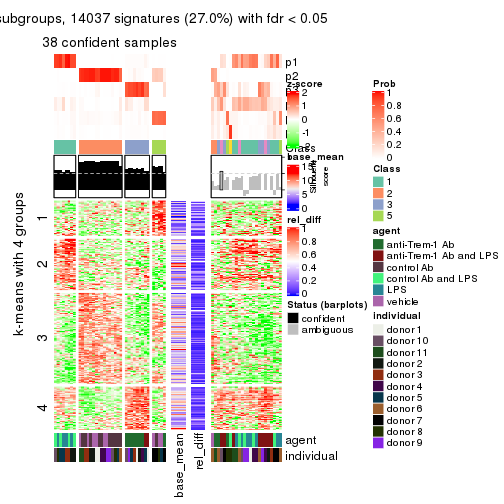 subgroups, 14037 signatures (27.0%) with fdr < 0.05
38 confident samples
p1
p2
Class
Silhouette
score
k-means with 4 groups
1
2
3
4
agent
individual
base_mean
rel_diff
z-score
2
1
0
-1
-2
base_mean
15
10
5
0
rel_diff
1
0.8
0.6
0.4
0.2
0
Status (barplots)
confident
ambiguous
Prob
1
0.8
0.6
0.4
0.2
0
Class
1
2
3
5
agent
anti-Trem-1 Ab
anti-Trem-1 Ab and LPS
control Ab
control Ab and LPS
LPS
vehicle
individual
donor 1
donor 10
donor 11
donor 2
donor 3
donor 4
donor 5
donor 6
donor 7
donor 8
donor 9